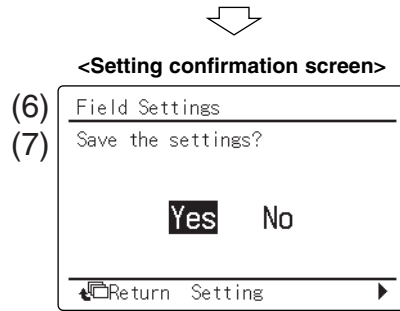 <Setting confirmation screen>
(6) Field Settings
(7) Save the settings?
Yes No
Return Setting